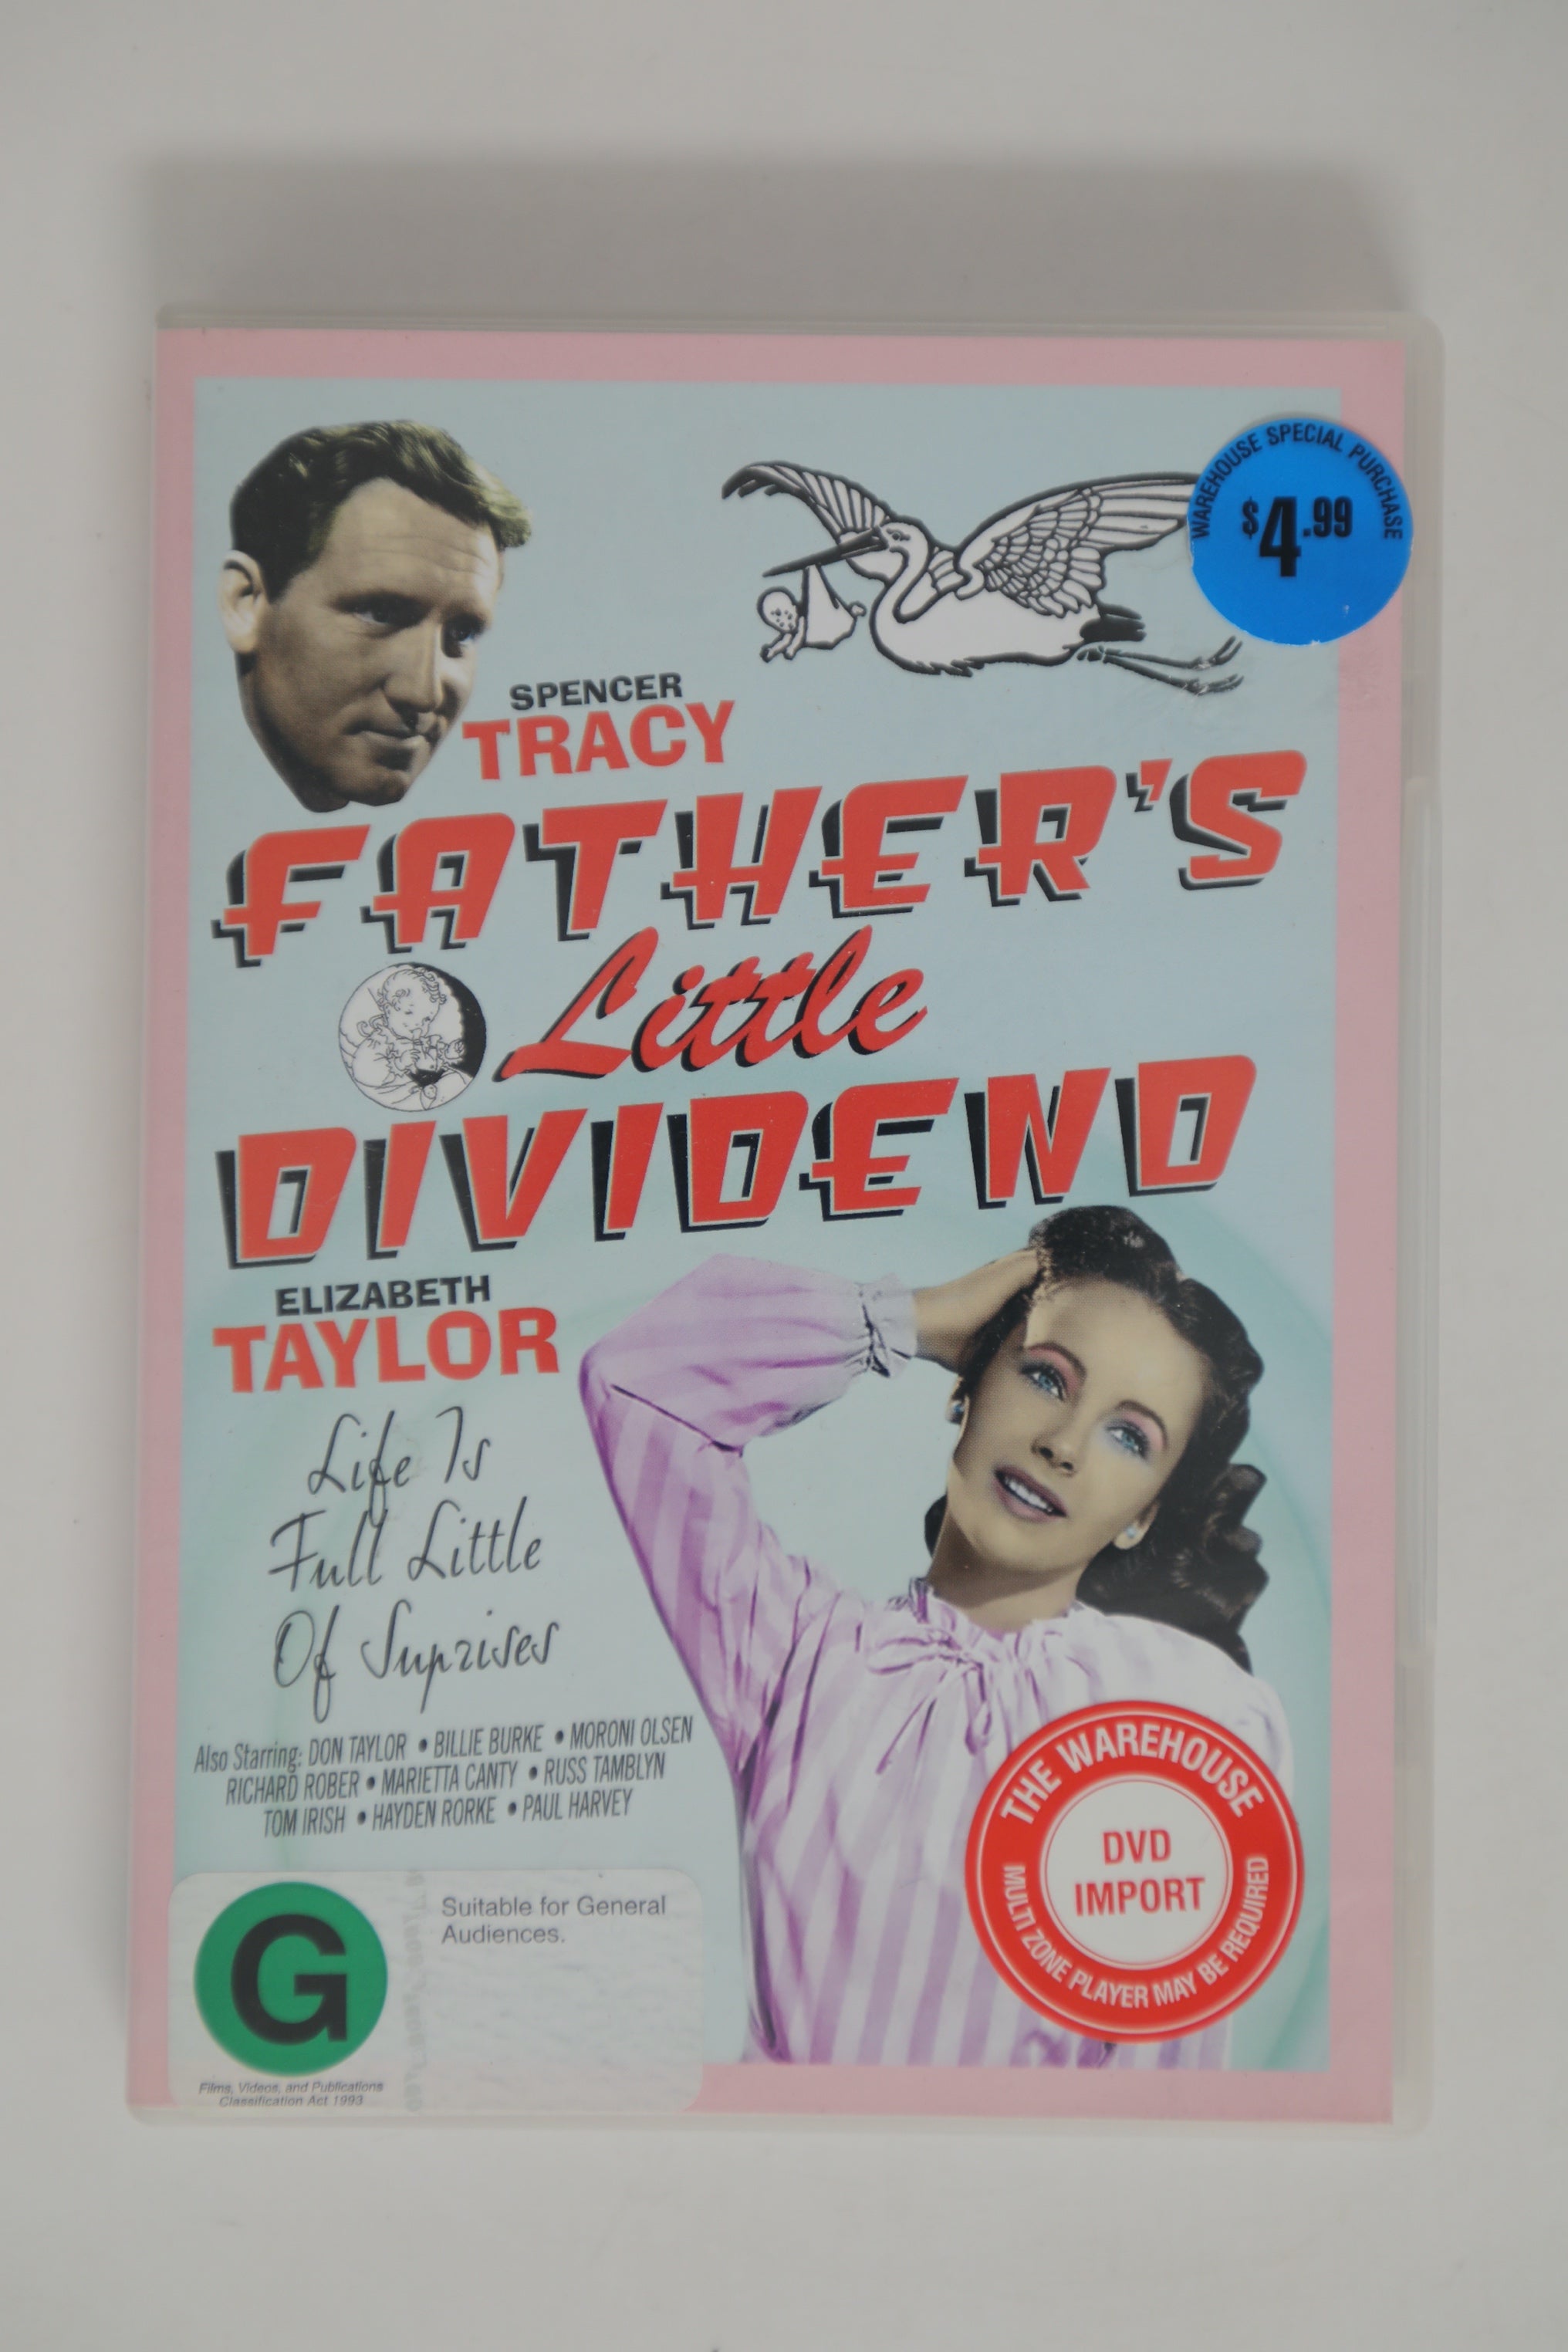 WAREHOUSE SPECIAL PURCHASE
$4.99
SPENCER
TRACY
FATHER'S
Little
DIVIDEND
ELIZABETH
TAYLOR
Life Is
Full Little
Of Suprises
Also Starring: DON TAYLOR • BILLIE BURKE • MORONI OLSEN
RICHARD ROBER • MARIETTA CANTY • RUSS TAMBLYN
TOM IRISH • HAYDEN RORKE • PAUL HARVEY
THE WAREHOUSE
DVD
IMPORT
MULTI ZONE PLAYER MAY BE REQUIRED
G
Suitable for General
Audiences.
Films, Videos, and Publications
Classification Act 1993